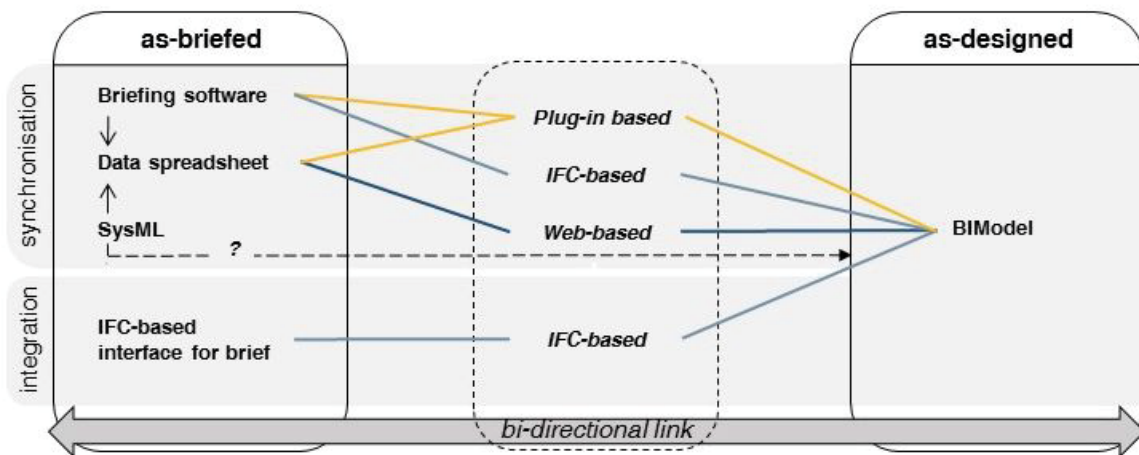 as-briefed
as-designed
synchronisation
Briefing software
Plug-in based
Data spreadsheet
IFC-based
SysML
?
Web-based
BIModel
integration
IFC-based
interface for brief
IFC-based
bi-directional link